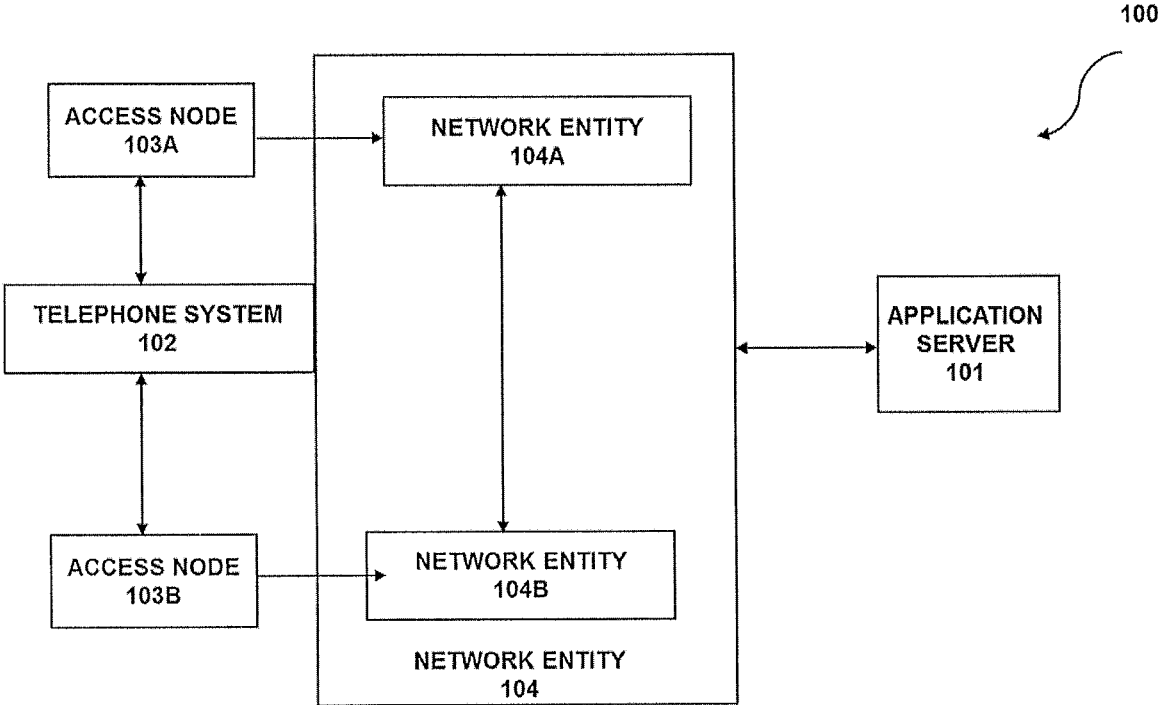 100
ACCESS NODE
103A
NETWORK ENTITY
104A
TELEPHONE SYSTEM
102
APPLICATION
SERVER
101
ACCESS NODE
103B
NETWORK ENTITY
104B
NETWORK ENTITY
104